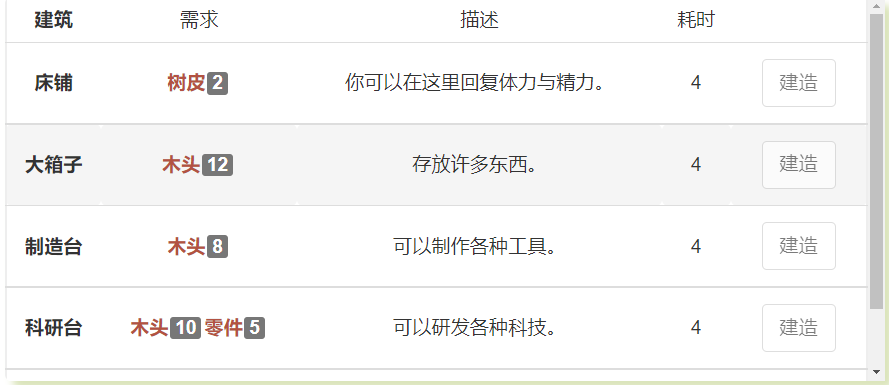 建筑 需求 描述 耗时
床铺 树皮 2 你可以在这里回复体力与精力。 4 建造
大箱子 木头 12 存放许多东西。 4 建造
制造台 木头 8 可以制作各种工具。 4 建造
科研台 木头 10 零件 5 可以研发各种科技。 4 建造